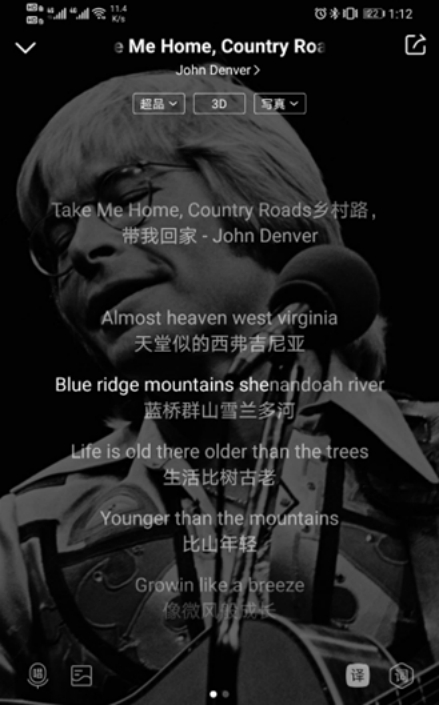 11.4
K/s
22
1:12
e Me Home, Country Roa
John Denver
超品
3D
写真
Take Me Home, Country Roads乡村路，
带我回家 - John Denver
Almost heaven west virginia
天堂似的西弗吉尼亚
Blue ridge mountains shenandoah river
蓝桥群山雪兰多河
Life is old there older than the trees
生活比树古老
Younger than the mountains
比山年轻
Growin like a breeze
像微风般成长
译
词